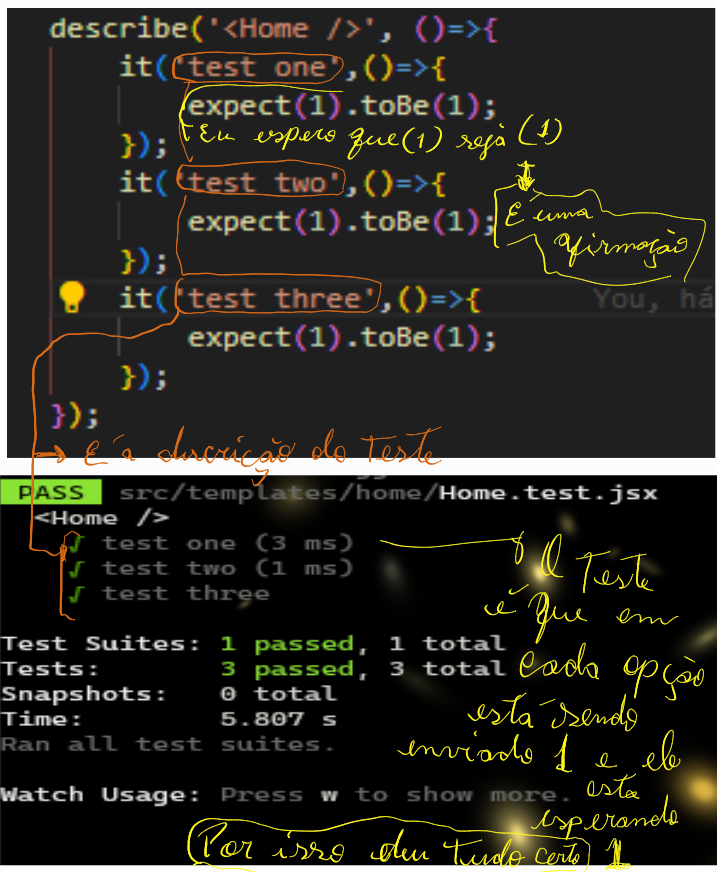 describe('<Home />', ()=>{
it('test one',()=>{
expect(1).toBe(1);
Eu espero que (1) seja (1)
});
it('test two',()=>{
expect(1).toBe(1);
É uma
afirmação
});
it('test three',()=>{
You, há
expect(1).toBe(1);
});
});
É a discrição do Teste
PASS src/templates/home/Home.test.jsx
<Home />
√ test one (3 ms)
√ test two (1 ms)
√ test three
O Teste
é que em
cada opção
está sendo
enviado 1 e ele
está
esperando
1
Test Suites: 1 passed, 1 total
Tests: 3 passed, 3 total
Snapshots: 0 total
Time: 5.807 s
Ran all test suites.
Watch Usage: Press w to show more.
Por isso deu tudo certo